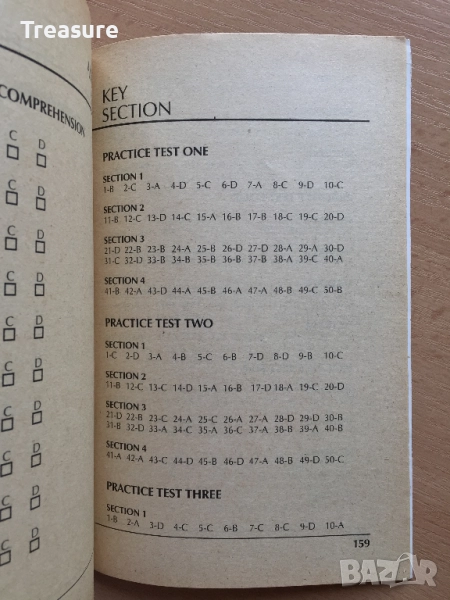 Treasure
COMPREHENSION
C D
C D
C D
C D
C D
C D
C D
C D
C D
KEY
SECTION
PRACTICE TEST ONE
SECTION 1
1-B 2-C 3-A 4-D 5-C 6-D 7-A 8-C 9-D 10-C
SECTION 2
11-B 12-C 13-D 14-C 15-A 16-B 17-B 18-C 19-C 20-D
SECTION 3
21-D 22-B 23-B 24-A 25-B 26-D 27-D 28-A 29-A 30-D
31-C 32-D 33-B 34-A 35-C 36-B 37-B 38-A 39-C 40-A
SECTION 4
41-B 42-A 43-D 44-A 45-B 46-A 47-A 48-C 49-C 50-B
PRACTICE TEST TWO
SECTION 1
1-C 2-D 3-A 4-B 5-C 6-B 7-A 8-D 9-B 10-C
SECTION 2
11-B 12-C 13-C 14-D 15-A 16-B 17-D 18-A 19-C 20-D
SECTION 3
21-D 22-B 23-C 24-C 25-C 26-A 27-A 28-D 29-D 30-B
31-B 32-A 33-C 34-A 35-D 36-C 37-A 38-D 39-A 40-B
SECTION 4
41-A 42-A 43-C 44-D 45-C 46-D 47-A 48-B 49-D 50-C
PRACTICE TEST THREE
SECTION 1
1-B 2-A 3-D 4-C 5-C 6-B 7-C 8-C 9-D 10-A
159
BAZAR